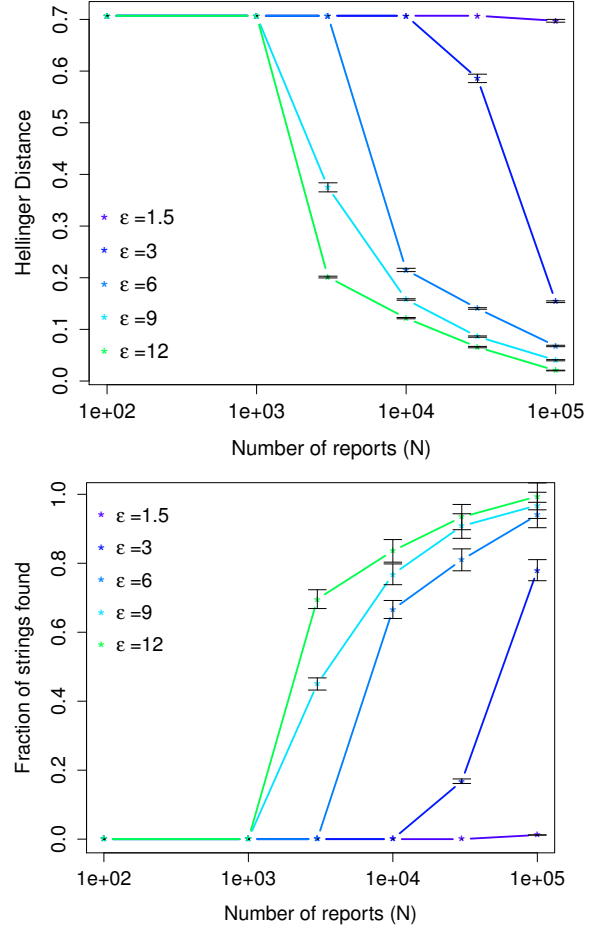 0.7
0.6
0.5
0.4
0.3
0.2
0.1
0.0
Hellinger Distance
ε =1.5
ε =3
ε =6
ε =9
ε =12
1e+02 1e+03 1e+04 1e+05
Number of reports (N)
1.0
0.8
0.6
0.4
0.2
0.0
Fraction of strings found
ε =1.5
ε =3
ε =6
ε =9
ε =12
1e+02 1e+03 1e+04 1e+05
Number of reports (N)